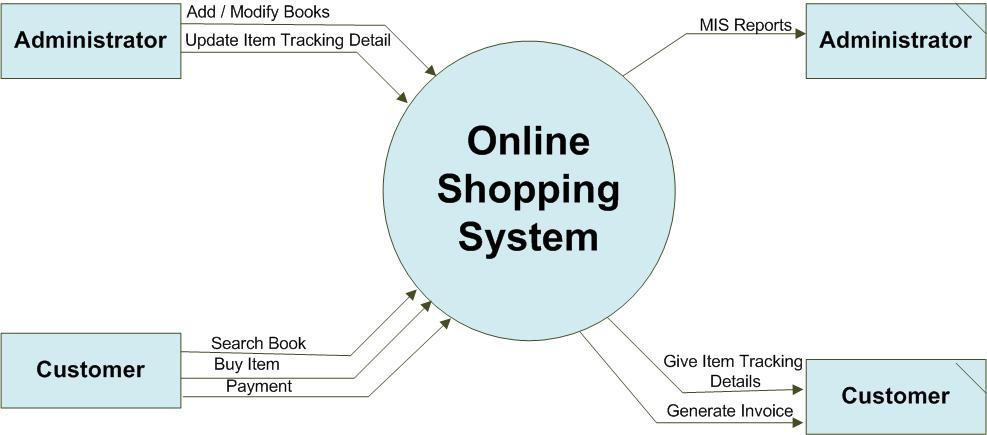 Add / Modify Books
Administrator
Update Item Tracking Detail
MIS Reports
Administrator
Online
Shopping
System
Search Book
Buy Item
Payment
Customer
Give Item Tracking
Details
Generate Invoice
Customer